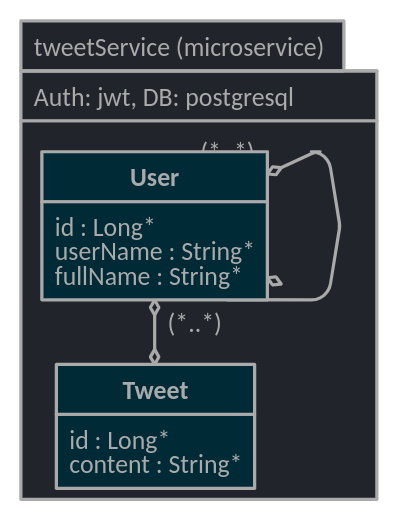 tweetService (microservice)
Auth: jwt, DB: postgresql
(*..*)
User
id : Long*
userName : String*
fullName : String*
(*..*)
Tweet
id : Long*
content : String*